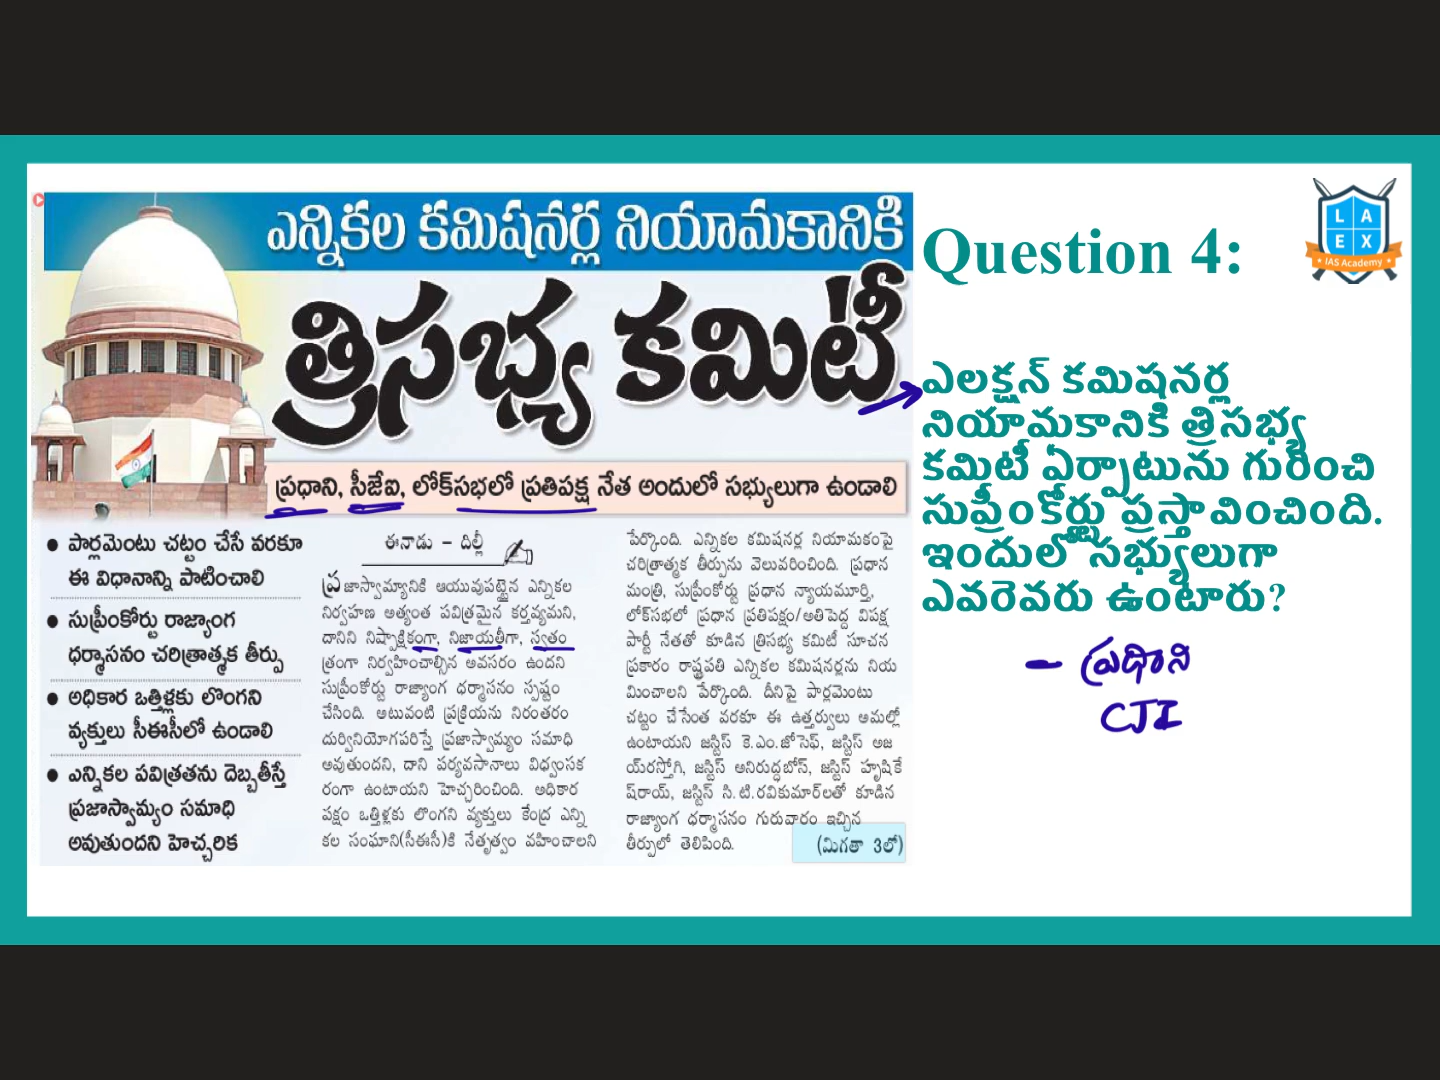 ఎన్నికల కమిషనర్ల నియామకానికి
త్రిసభ్య కమిటీ
ప్రధాని, సీజేఐ, లోక్‌సభలో ప్రతిపక్ష నేత అందులో సభ్యులుగా ఉండాలి
● పార్లమెంటు చట్టం చేసే వరకూ
ఈ విధానాన్ని పాటించాలి
● సుప్రీంకోర్టు రాజ్యాంగ
ధర్మాసనం చరిత్రాత్మక తీర్పు
● అధికార ఒత్తిళ్లకు లొంగని
వ్యక్తులు సీఈసీలో ఉండాలి
● ఎన్నికల పవిత్రతను దెబ్బతీస్తే
ప్రజాస్వామ్యం సమాధి
అవుతుందని హెచ్చరిక
ఈనాడు – దిల్లీ
ప్రజాస్వామ్యానికి ఆయువుపట్టైన ఎన్నికల
నిర్వహణ అత్యంత పవిత్రమైన కర్తవ్యమని,
దానిని నిష్పాక్షికంగా, నిజాయతీగా, స్వతం
త్రంగా నిర్వహించాల్సిన అవసరం ఉందని
సుప్రీంకోర్టు రాజ్యాంగ ధర్మాసనం స్పష్టం
చేసింది. అటువంటి ప్రక్రియను నిరంతరం
దుర్వినియోగపరిస్తే ప్రజాస్వామ్యం సమాధి
అవుతుందని, దాని పర్యవసానాలు విధ్వంసక
రంగా ఉంటాయని హెచ్చరించింది. అధికార
పక్షం ఒత్తిళ్లకు లొంగని వ్యక్తులు కేంద్ర ఎన్ని
కల సంఘాని(సీఈసీ)కి నేతృత్వం వహించాలని
పేర్కొంది. ఎన్నికల కమిషనర్ల నియామకంపై
చరిత్రాత్మక తీర్పును వెలువరించింది. ప్రధాన
మంత్రి, సుప్రీంకోర్టు ప్రధాన న్యాయమూర్తి,
లోక్‌సభలో ప్రధాన ప్రతిపక్షం/అతిపెద్ద విపక్ష
పార్టీ నేతతో కూడిన త్రిసభ్య కమిటీ సూచన
ప్రకారం రాష్ట్రపతి ఎన్నికల కమిషనర్లను నియ
మించాలని పేర్కొంది. దీనిపై పార్లమెంటు
చట్టం చేసేంత వరకూ ఈ ఉత్తర్వులు అమల్లో
ఉంటాయని జస్టిస్ కె.ఎం.జోసెఫ్, జస్టిస్ అజ
య్‌రస్తోగి, జస్టిస్ అనిరుద్ధబోస్, జస్టిస్ హృషికే
ష్‌రాయ్, జస్టిస్ సి.టి.రవికుమార్‌లతో కూడిన
రాజ్యాంగ ధర్మాసనం గురువారం ఇచ్చిన
తీర్పులో తెలిపింది.
(మిగతా 3లో)
L A
E X
IAS Academy
Question 4:
ఎలక్షన్ కమిషనర్ల
నియామకానికి త్రిసభ్య
కమిటీ ఏర్పాటును గురించి
సుప్రీంకోర్టు ప్రస్తావించింది.
ఇందులో సభ్యులుగా
ఎవరెవరు ఉంటారు?
– ప్రధాని
CJI